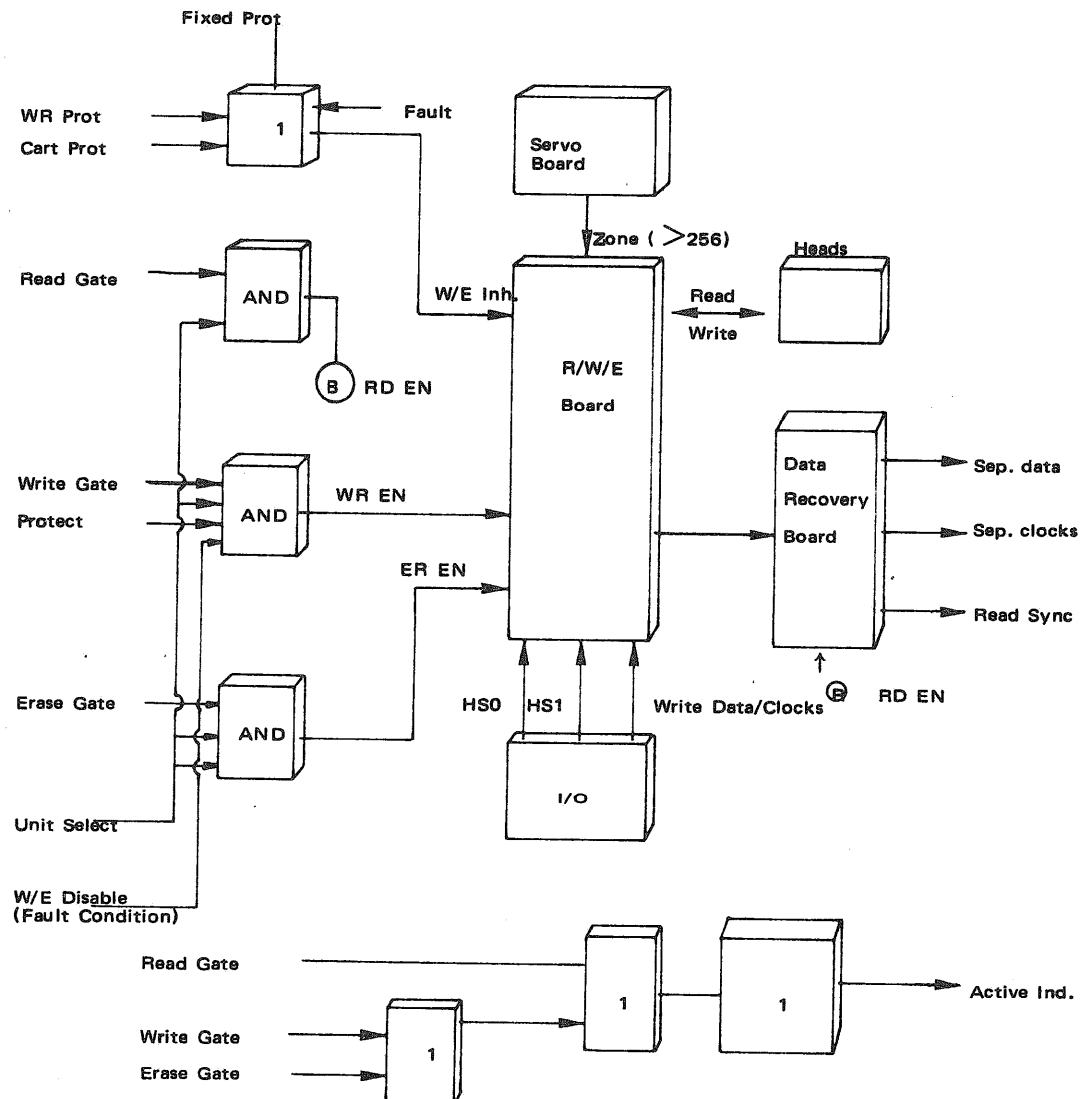 Fixed Prot
WR Prot
Cart Prot
1
Fault
Servo
Board
Zone ( >256)
Read Gate
AND
B RD EN
W/E Inh.
Heads
Read
Write
R/W/E
Board
Write Gate
Protect
AND
WR EN
ER EN
Data
Recovery
Board
Sep. data
Sep. clocks
Read Sync
Erase Gate
AND
HS0 HS1
Write Data/Clocks
B RD EN
I/O
Unit Select
W/E Disable
(Fault Condition)
Read Gate
1
1
Active Ind.
Write Gate
Erase Gate
1